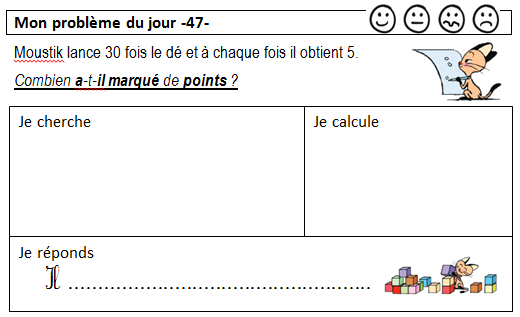 Mon problème du jour -47-
Moustik lance 30 fois le dé et à chaque fois il obtient 5.
Combien a-t-il marqué de points ?
Je cherche
Je calcule
Je réponds
Il ....................................................